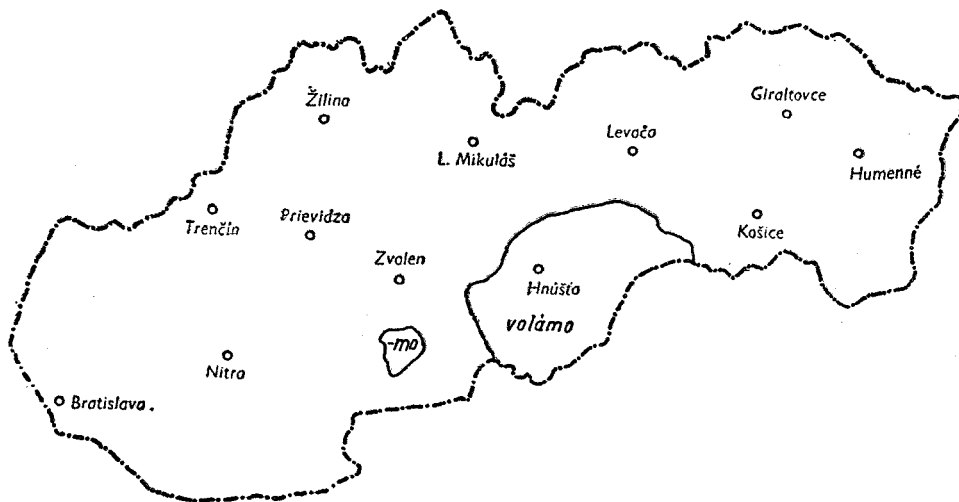 Žilina
Giraltovce
L. Mikuláš
Levoča
Humenné
Trenčín
Prievidza
Košice
Zvolen
Hnúšťa
volámo
-mo
Nitra
Bratislava.